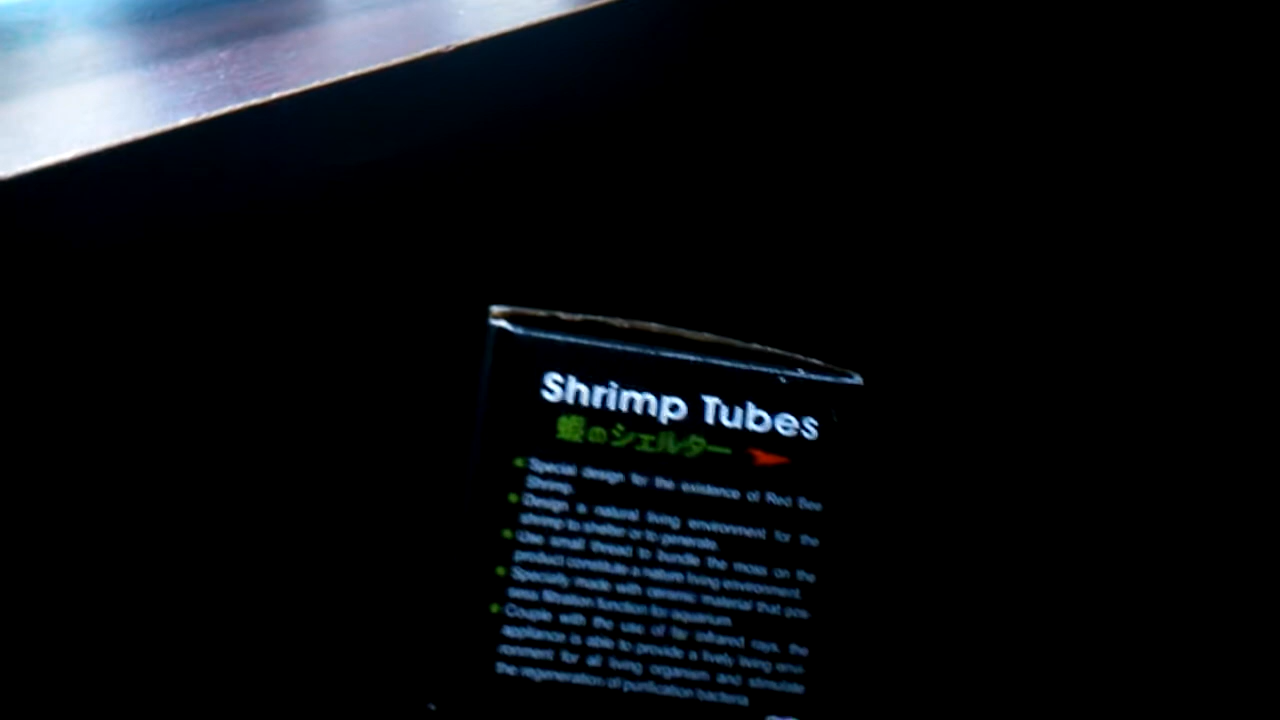 Shrimp Tubes
蝦のシェルター
Special design for the existence of Red Bee
Shrimp.
Design a natural living environment for the
shrimp to shelter or to generate.
Use small thread to bundle the moss on the
product constitute a nature living environment.
Specially made with ceramic material that pos-
sess filtration function for aquarium.
Couple with the use of far infrared rays, the
appliance is able to provide a lively living envi-
ronment for all living organism and stimulate
the regeneration of purification bacteria.